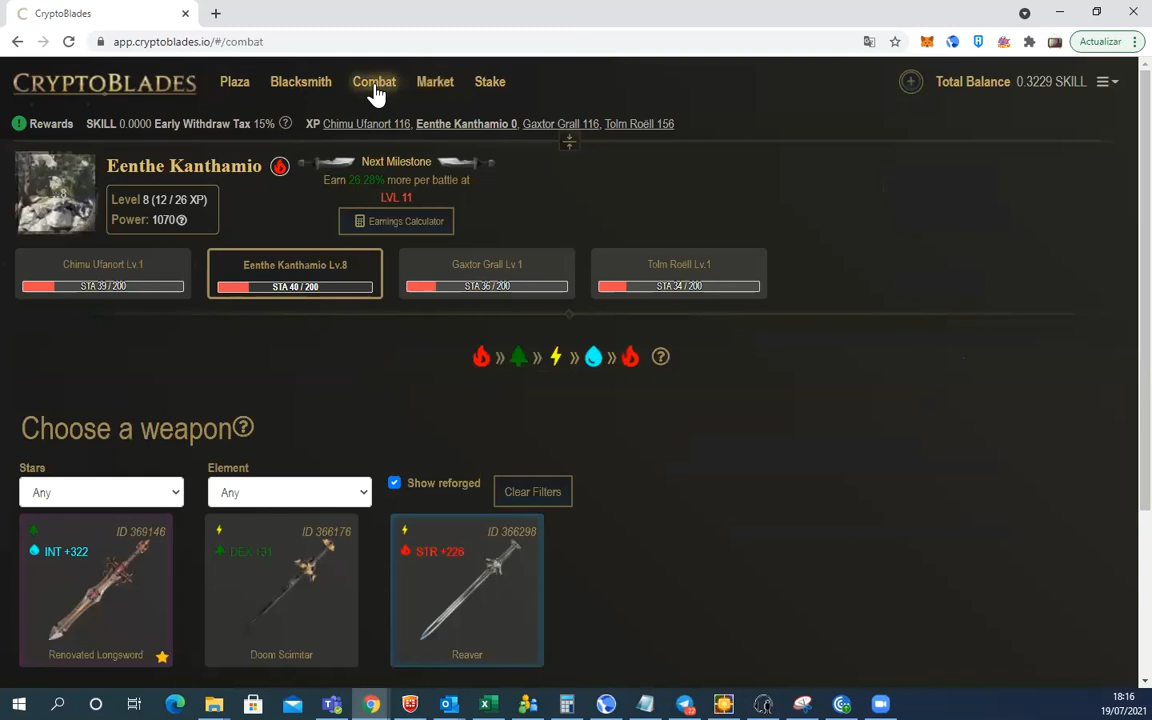 CryptoBlades
app.cryptoblades.io/#/combat
Actualizar
CRYPTOBLADES
Plaza
Blacksmith
Combat
Market
Stake
Total Balance 0.3229 SKILL
Rewards SKILL 0.0000 Early Withdraw Tax 15% XP Chimu Ufanort 116, Eenthe Kanthamio 0, Gaxtor Grall 116, Tolm Roëll 156
Eenthe Kanthamio
Level 8 (12 / 26 XP)
Power: 1070
Next Milestone
Earn 26.28% more per battle at
LVL 11
Earnings Calculator
Chimu Ufanort Lv.1
STA 39 / 200
Eenthe Kanthamio Lv.8
STA 40 / 200
Gaxtor Grall Lv.1
STA 36 / 200
Tolm Roëll Lv.1
STA 34 / 200
Choose a weapon
Stars
Any
Element
Any
Show reforged
Clear Filters
ID 369146
INT +322
Renovated Longsword
ID 366176
DEX +31
Doom Scimitar
ID 366298
STR +226
Reaver
23
18:16
19/07/2021